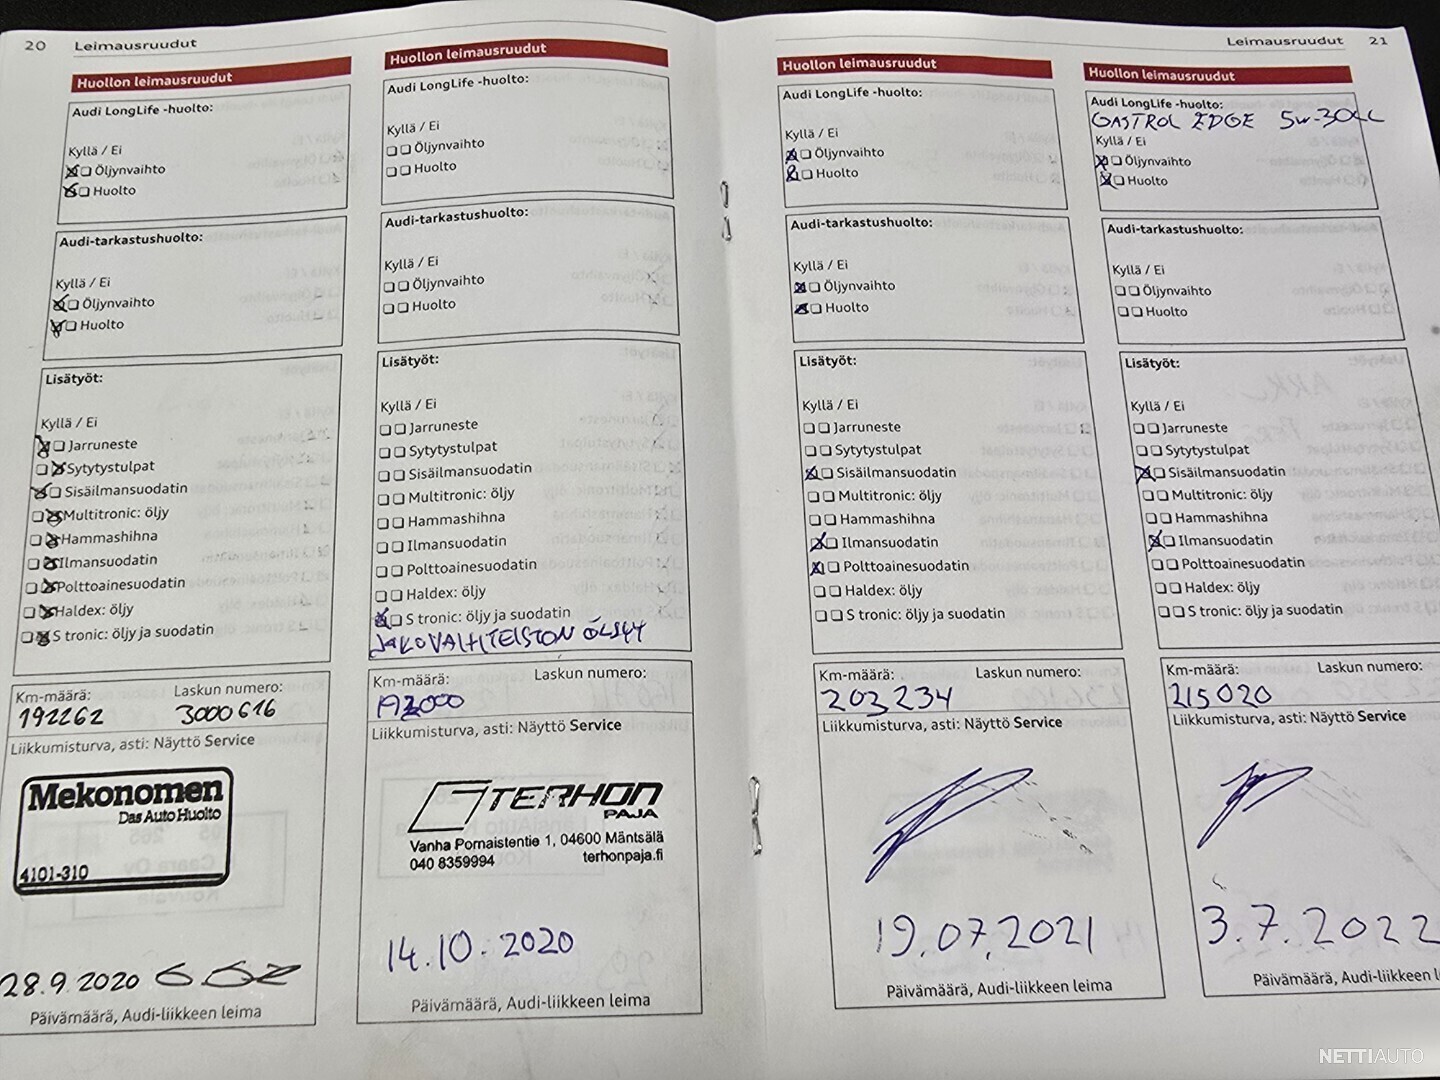 20 Leimausruudut
Huollon leimausruudut
Audi LongLife -huolto:
Kyllä / Ei
Öljynvaihto
Huolto
Audi-tarkastushuolto:
Kyllä / Ei
Öljynvaihto
Huolto
Lisätyöt:
Kyllä / Ei
Jarruneste
Sytytystulpat
Sisäilmansuodatin
Multitronic: öljy
Hammashihna
Ilmansuodatin
Polttoainesuodatin
Haldex: öljy
S tronic: öljy ja suodatin
Km-määrä: Laskun numero:
192262 3000616
Liikkumisturva, asti: Näyttö Service
Mekonomen
Das Auto Huolto
4101-310
28.9.2020
Päivämäärä, Audi-liikkeen leima
Huollon leimausruudut
Audi LongLife -huolto:
Kyllä / Ei
Öljynvaihto
Huolto
Audi-tarkastushuolto:
Kyllä / Ei
Öljynvaihto
Huolto
Lisätyöt:
Kyllä / Ei
Jarruneste
Sytytystulpat
Sisäilmansuodatin
Multitronic: öljy
Hammashihna
Ilmansuodatin
Polttoainesuodatin
Haldex: öljy
S tronic: öljy ja suodatin
JAKOVAIHTEISTON ÖLJYT
Km-määrä: Laskun numero:
Liikkumisturva, asti: Näyttö Service
TERHON
PAJA
Vanha Pornaistentie 1, 04600 Mäntsälä
040 8359994 terhonpaja.fi
14.10.2020
Päivämäärä, Audi-liikkeen leima
Leimausruudut 21
Huollon leimausruudut
Audi LongLife -huolto:
Kyllä / Ei
Öljynvaihto
Huolto
Audi-tarkastushuolto:
Kyllä / Ei
Öljynvaihto
Huolto
Lisätyöt:
Kyllä / Ei
Jarruneste
Sytytystulpat
Sisäilmansuodatin
Multitronic: öljy
Hammashihna
Ilmansuodatin
Polttoainesuodatin
Haldex: öljy
S tronic: öljy ja suodatin
Km-määrä: Laskun numero:
203 234
Liikkumisturva, asti: Näyttö Service
19.07.2021
Päivämäärä, Audi-liikkeen leima
Huollon leimausruudut
Audi LongLife -huolto:
CASTROL EDGE 5W-30LL
Kyllä / Ei
Öljynvaihto
Huolto
Audi-tarkastushuolto:
Kyllä / Ei
Öljynvaihto
Huolto
Lisätyöt:
Kyllä / Ei
Jarruneste
Sytytystulpat
Sisäilmansuodatin
Multitronic: öljy
Hammashihna
Ilmansuodatin
Polttoainesuodatin
Haldex: öljy
S tronic: öljy ja suodatin
Km-määrä: Laskun numero:
215020
Liikkumisturva, asti: Näyttö Service
3.7.2022
Päivämäärä, Audi-liikkeen l
NETTIAUTO